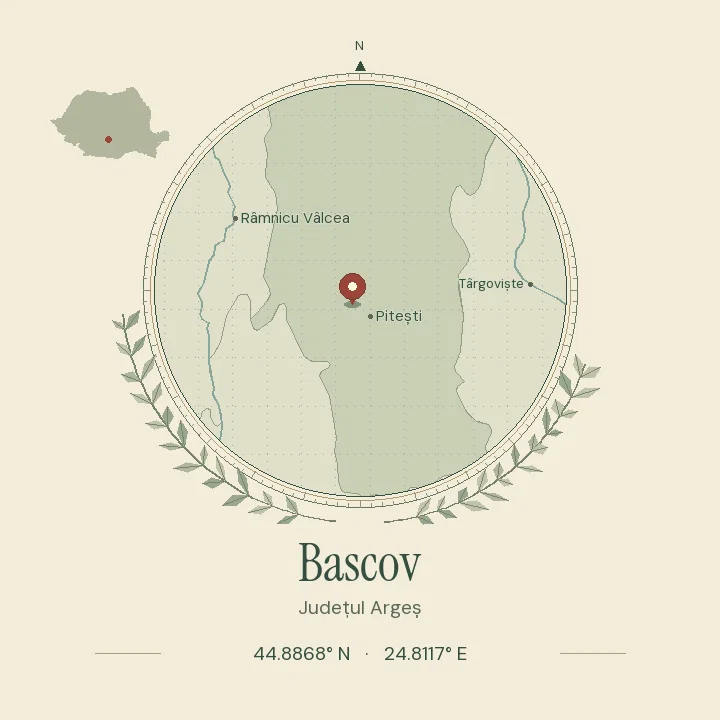 N
Râmnicu Vâlcea
Târgoviște
Pitești
Bascov
Județul Argeș
44.8868° N · 24.8117° E